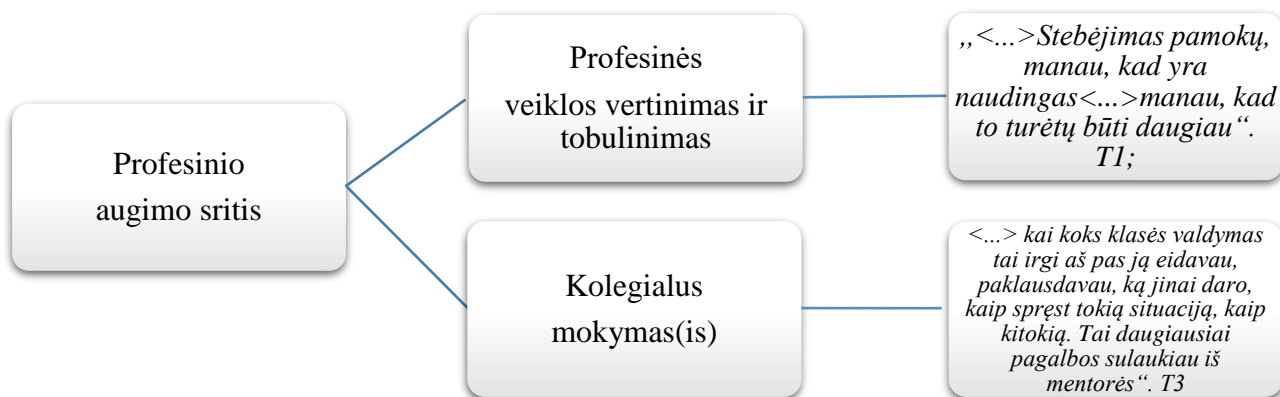 Profesinio
augimo sritis
Profesinės
veiklos vertinimas ir
tobulinimas
„<...>Stebėjimas pamokų,
manau, kad yra
naudingas<...>manau, kad
to turėtų būti daugiau“.
T1;
Kolegialus
mokymas(is)
<...> kai koks klasės valdymas
tai irgi aš pas ją eidavau,
paklausdavau, ką jinai daro,
kaip spręst tokią situaciją, kaip
kitokią. Tai daugiausiai
pagalbos sulaukiau iš
mentorės“. T3